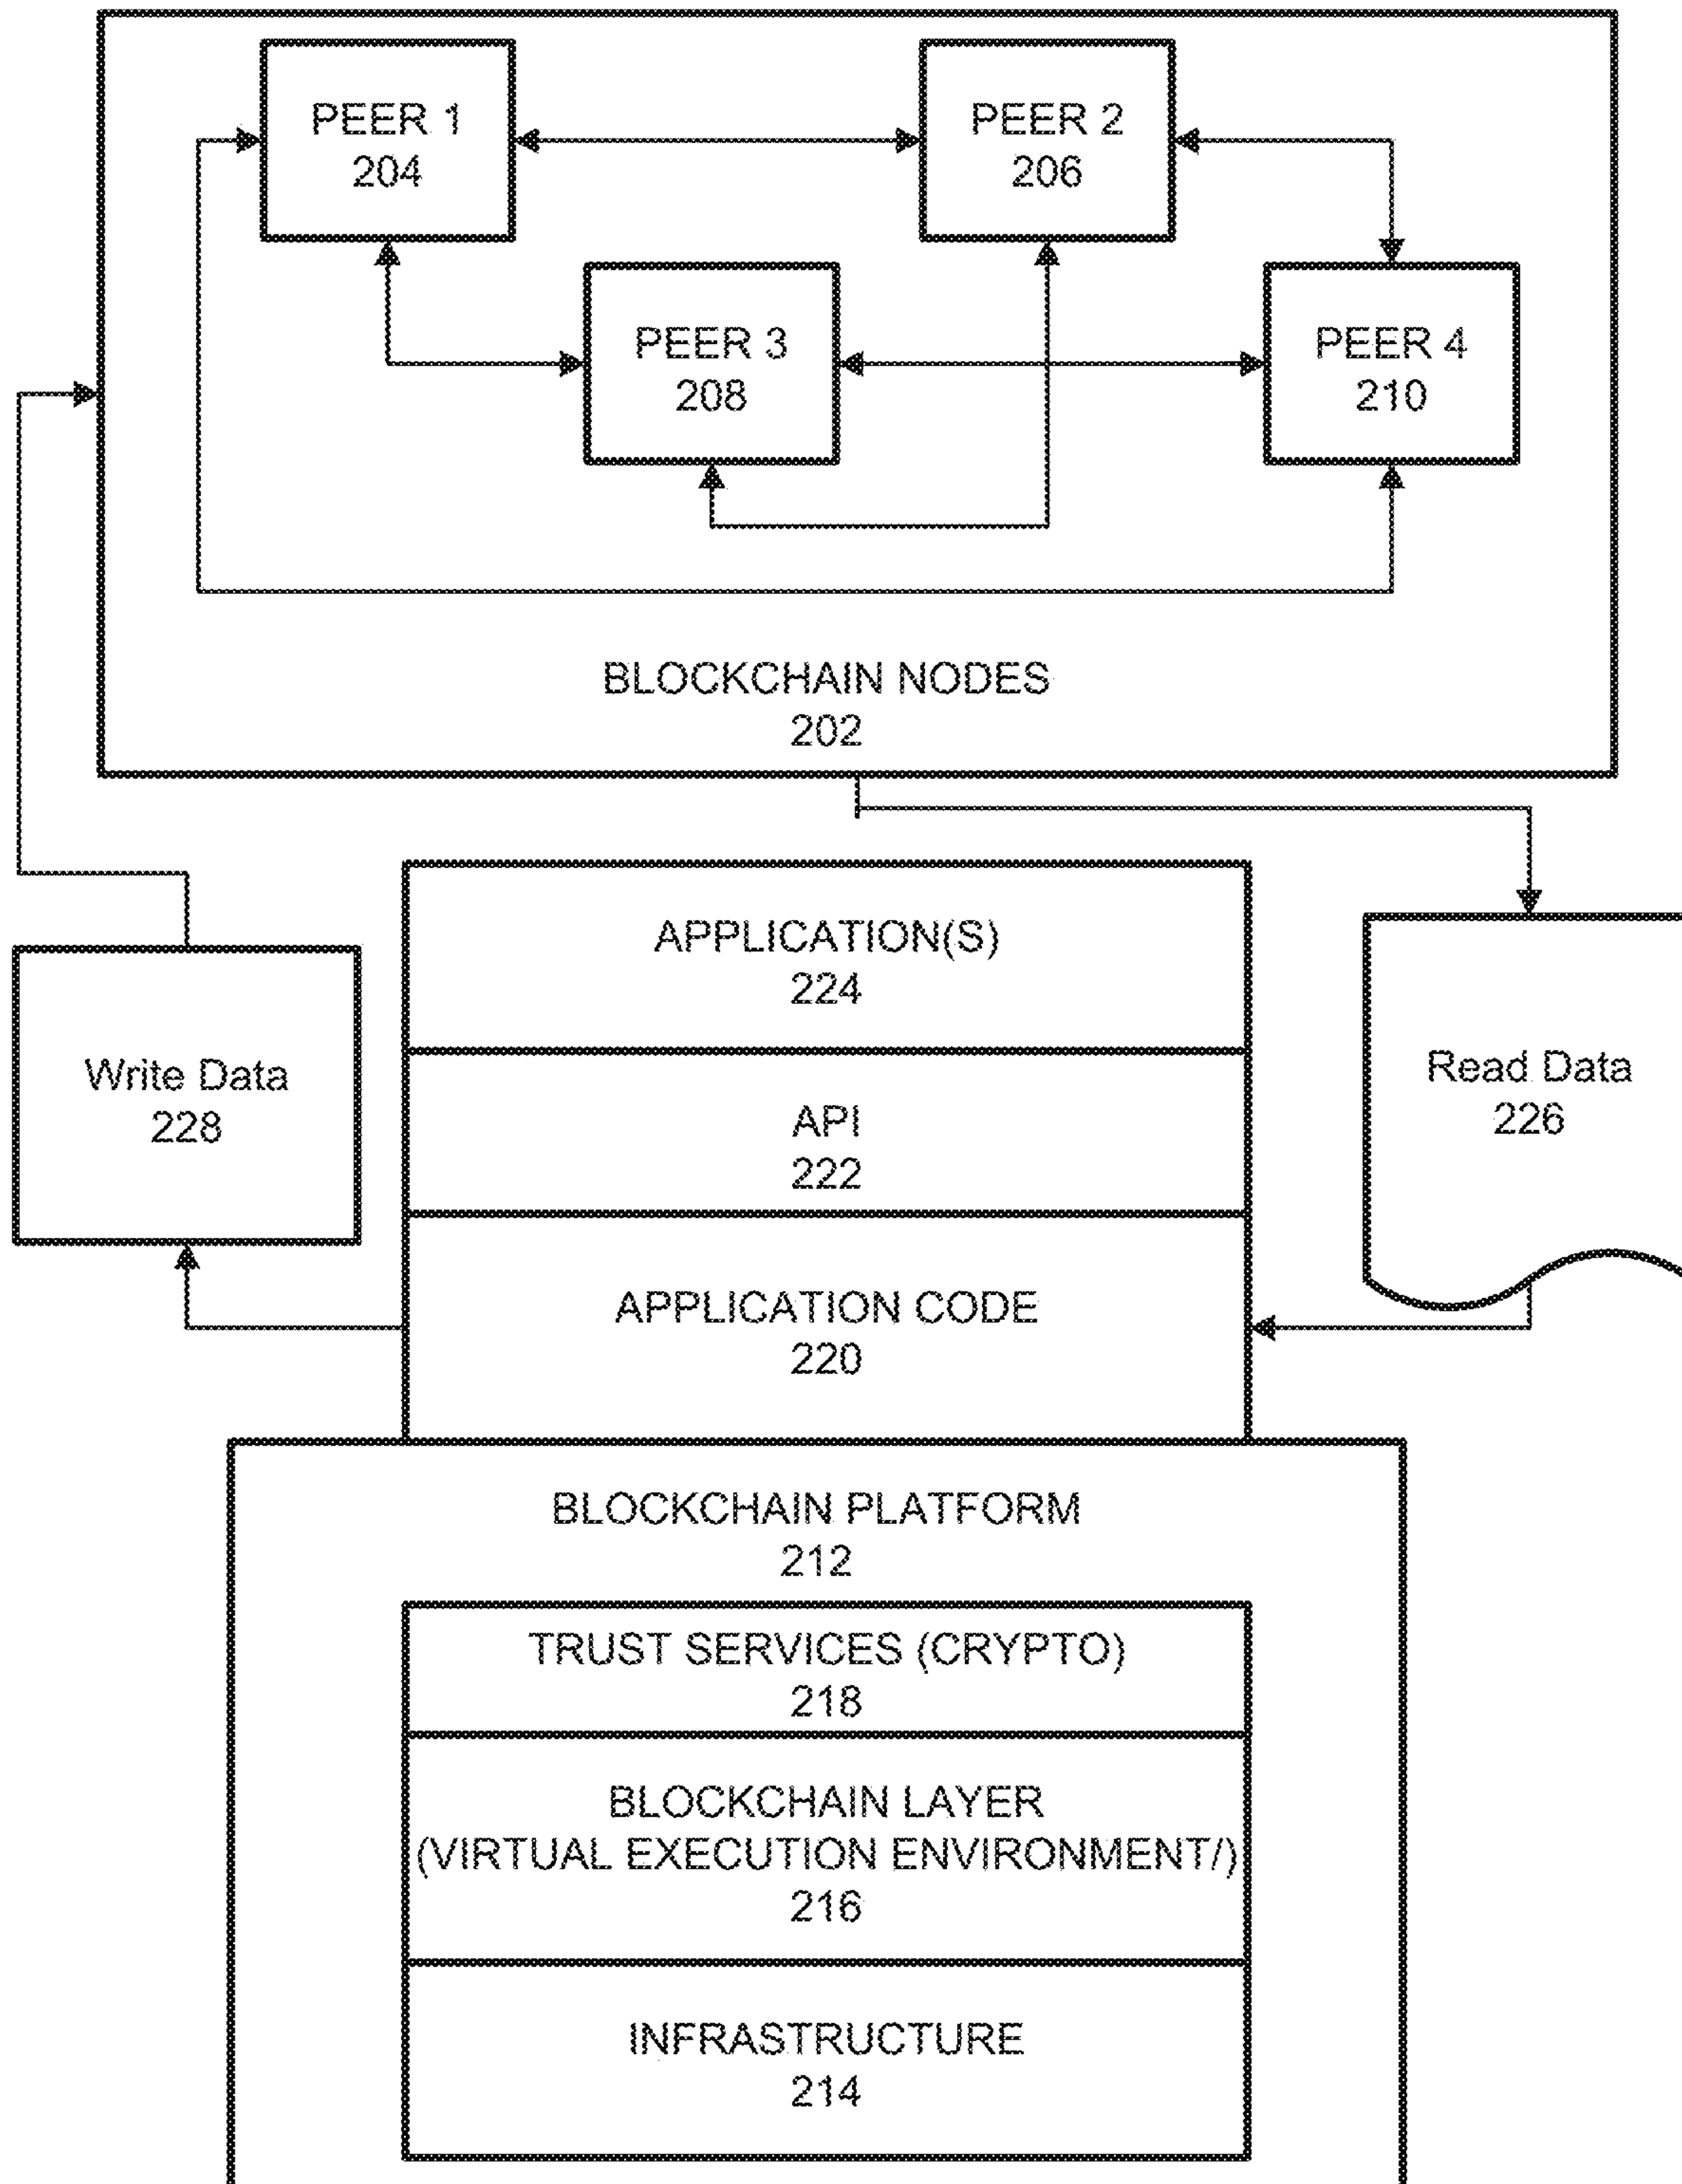 PEER 1
204
PEER 2
206
PEER 3
208
PEER 4
210
BLOCKCHAIN NODES
202
APPLICATION(S)
224
Write Data
228
API
222
Read Data
226
APPLICATION CODE
220
BLOCKCHAIN PLATFORM
212
TRUST SERVICES (CRYPTO)
218
BLOCKCHAIN LAYER
(VIRTUAL EXECUTION ENVIRONMENT/)
216
INFRASTRUCTURE
214